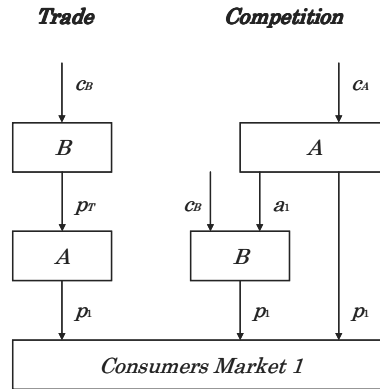 Trade Competition
cB cA
B A
pT cB a1
A B
p1 p1 p1
Consumers Market 1